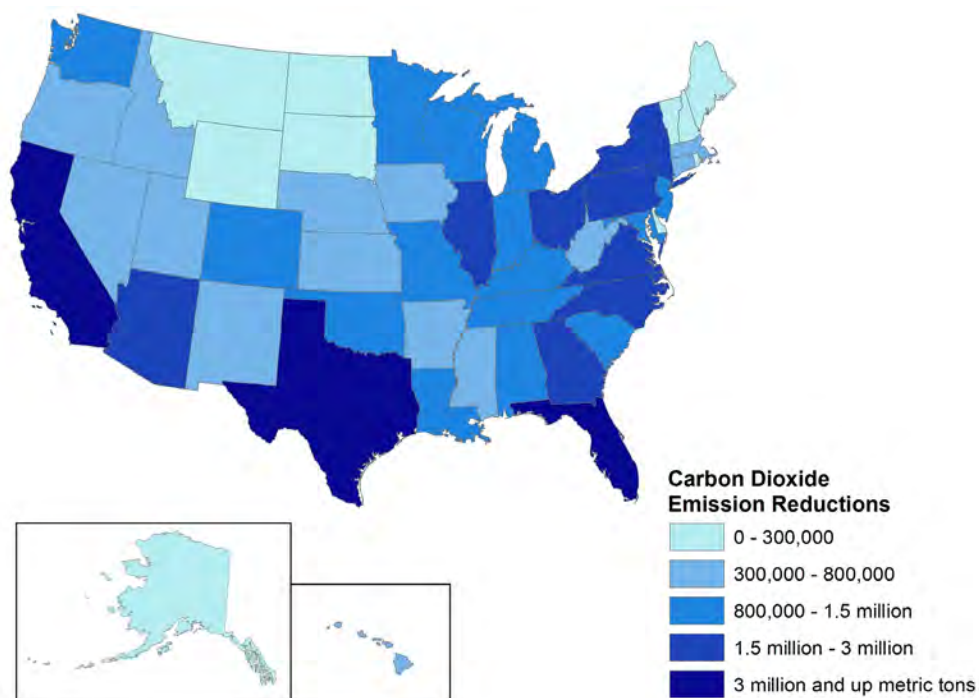 Carbon Dioxide
Emission Reductions
0 - 300,000
300,000 - 800,000
800,000 - 1.5 million
1.5 million - 3 million
3 million and up metric tons